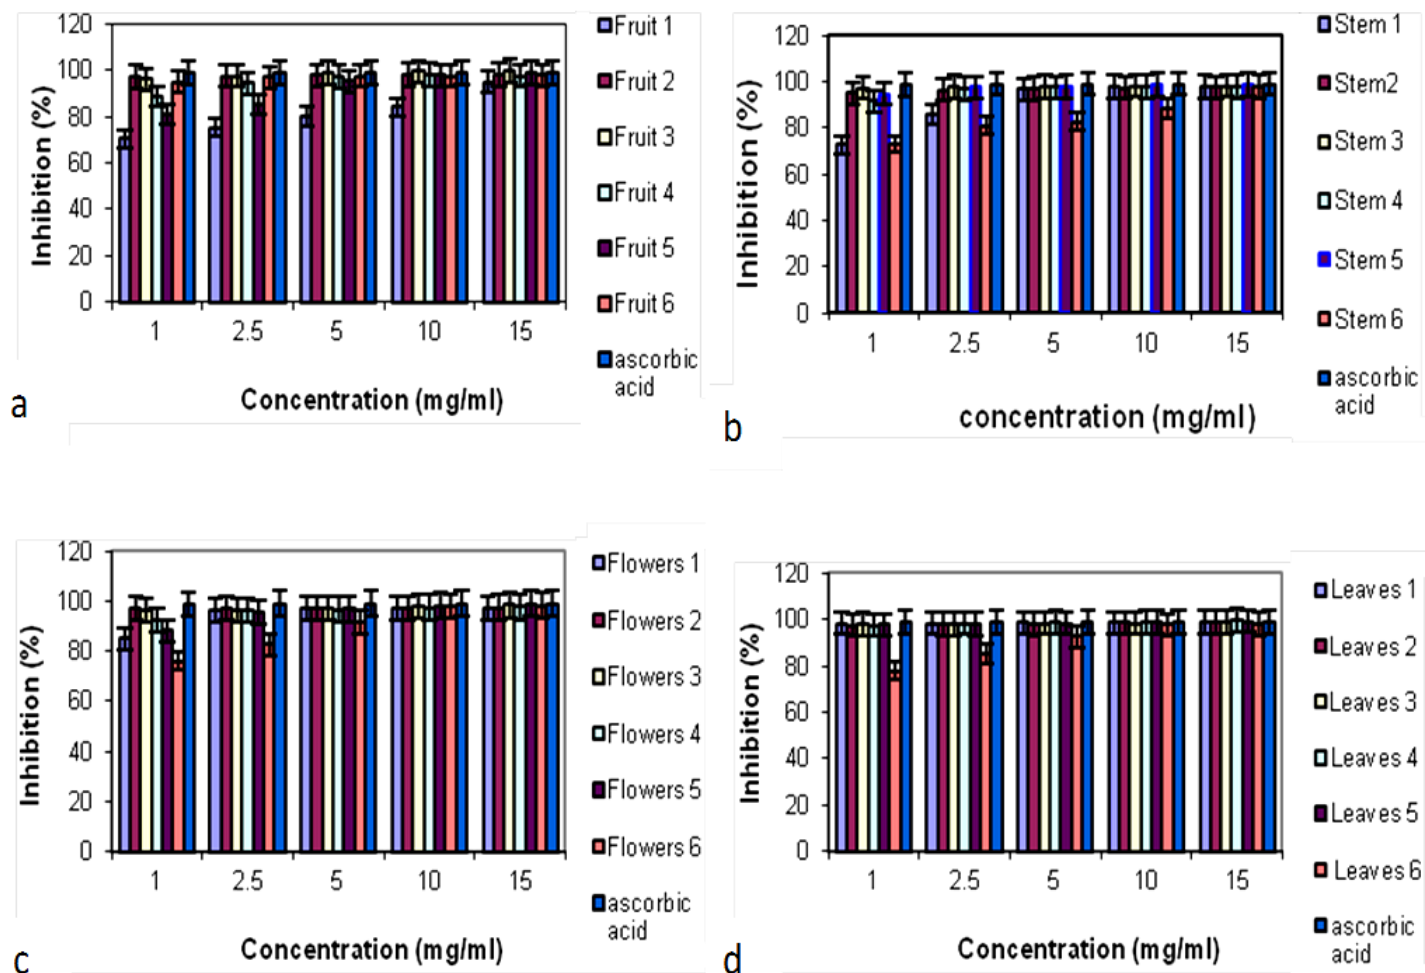 120
100
80
60
40
20
0
Inhibition (%)
1 2.5 5 10 15
Concentration (mg/ml)
Fruit 1
Fruit 2
Fruit 3
Fruit 4
Fruit 5
Fruit 6
ascorbic
acid
a
120
100
80
60
40
20
0
Inhibition (%)
1 2.5 5 10 15
concentration (mg/ml)
Stem 1
Stem2
Stem 3
Stem 4
Stem 5
Stem 6
ascorbic
acid
b
120
100
80
60
40
20
0
Inhibition (%)
1 2.5 5 10 15
Concentration (mg/ml)
Flowers 1
Flowers 2
Flowers 3
Flowers 4
Flowers 5
Flowers 6
ascorbic
acid
c
120
100
80
60
40
20
0
Inhibition (%)
1 2.5 5 10 15
Concentration (mg/ml)
Leaves 1
Leaves 2
Leaves 3
Leaves 4
Leaves 5
Leaves 6
ascorbic
acid
d